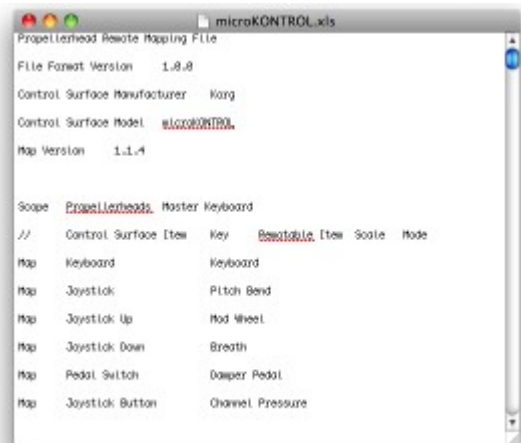 microKONTROL.xls
Propellerhead Remote Mapping File
File Format Version 1.0.0
Control Surface Manufacturer Korg
Control Surface Model microKONTROL
Map Version 1.1.4
Scope Propellerheads Master Keyboard
// Control Surface Item Key Remotable Item Scale Mode
Map Keyboard Keyboard
Map Joystick Pitch Bend
Map Joystick Up Mod Wheel
Map Joystick Down Breath
Map Pedal Switch Damper Pedal
Map Joystick Button Channel Pressure